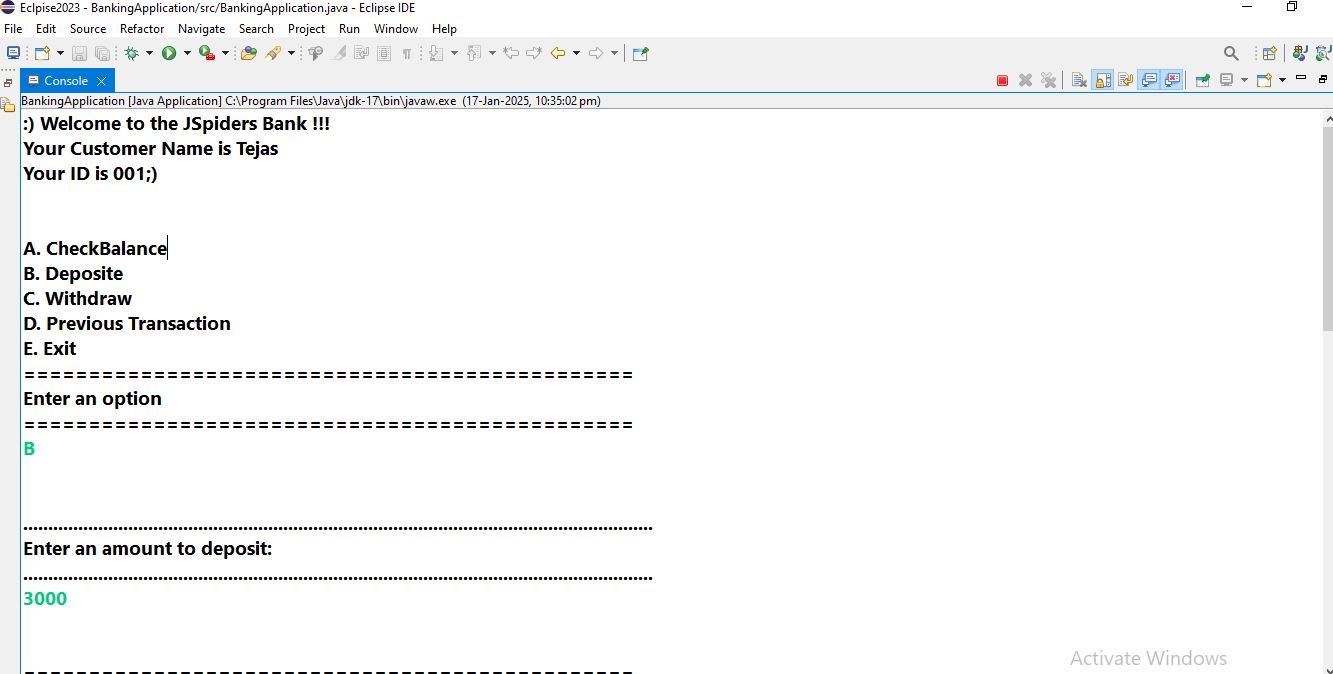 Eclpise2023 - BankingApplication/src/BankingApplication.java - Eclipse IDE
File Edit Source Refactor Navigate Search Project Run Window Help
Console
BankingApplication [Java Application] C:\Program Files\Java\jdk-17\bin\javaw.exe (17-Jan-2025, 10:35:02 pm)
:) Welcome to the JSpiders Bank !!!
Your Customer Name is Tejas
Your ID is 001;)
A. CheckBalance
B. Deposite
C. Withdraw
D. Previous Transaction
E. Exit
===============================================
Enter an option
===============================================
B
..............................................................................................................................
Enter an amount to deposit:
..............................................................................................................................
3000
===============================================
Activate Windows